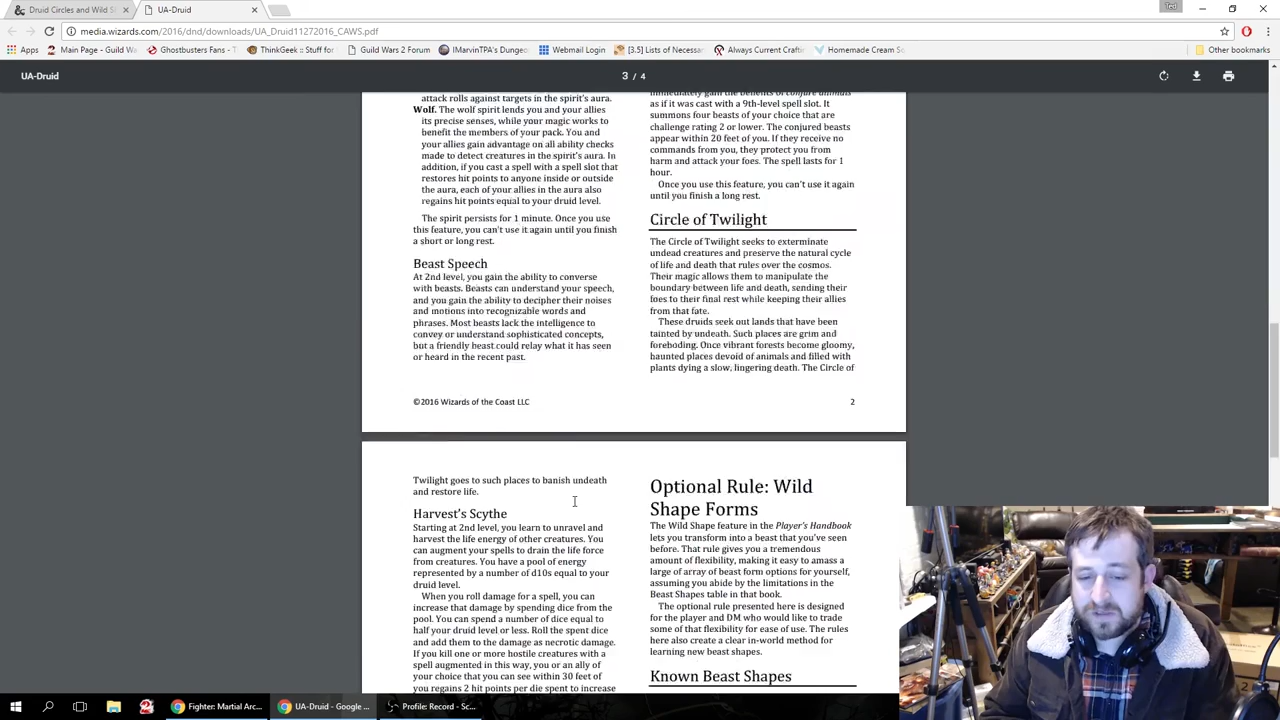 Druid Circles and Wild S
UA-Druid
Ted
media.wizards.com/2016/dnd/downloads/UA_Druid11272016_CAWS.pdf
Apps
Main Page - Guild Wa
Ghostbusters Fan - T
ThinkGeek :: Stuff for
Guild Wars 2 Forum
IMarvinTPA's Dungeo
Webmail Login
[3.5] Lists of Necessar
Always Current Crafti
Homemade Cream So
Other bookmarks
UA-Druid
3 / 4
attack rolls against targets in the spirit's aura.
Wolf. The wolf spirit lends you and your allies
its precise senses, while your magic works to
benefit the members of your pack. You and
your allies gain advantage on all ability checks
made to detect creatures in the spirit's aura. In
addition, if you cast a spell with a spell slot that
restores hit points to anyone inside or outside
the aura, each of your allies in the aura also
regains hit points equal to your druid level.
The spirit persists for 1 minute. Once you use
this feature, you can't use it again until you finish
a short or long rest.
Beast Speech
At 2nd level, you gain the ability to converse
with beasts. Beasts can understand your speech,
and you gain the ability to decipher their noises
and motions into recognizable words and
phrases. Most beasts lack the intelligence to
convey or understand sophisticated concepts,
but a friendly beast could relay what it has seen
or heard in the recent past.
immediately gain the benefits of conjure animals
as if it was cast with a 9th-level spell slot. It
summons four beasts of your choice that are
challenge rating 2 or lower. The conjured beasts
appear within 20 feet of you. If they receive no
commands from you, they protect you from
harm and attack your foes. The spell lasts for 1
hour.
Once you use this feature, you can't use it again
until you finish a long rest.
Circle of Twilight
The Circle of Twilight seeks to exterminate
undead creatures and preserve the natural cycle
of life and death that rules over the cosmos.
Their magic allows them to manipulate the
boundary between life and death, sending their
foes to their final rest while keeping their allies
from that fate.
These druids seek out lands that have been
tainted by undeath. Such places are grim and
foreboding. Once vibrant forests become gloomy,
haunted places devoid of animals and filled with
plants dying a slow, lingering death. The Circle of
©2016 Wizards of the Coast LLC
2
Twilight goes to such places to banish undeath
and restore life.
Harvest's Scythe
Starting at 2nd level, you learn to unravel and
harvest the life energy of other creatures. You
can augment your spells to drain the life force
from creatures. You have a pool of energy
represented by a number of d10s equal to your
druid level.
When you roll damage for a spell, you can
increase that damage by spending dice from the
pool. You can spend a number of dice equal to
half your druid level or less. Roll the spent dice
and add them to the damage as necrotic damage.
If you kill one or more hostile creatures with a
spell augmented in this way, you or an ally of
your choice that you can see within 30 feet of
you regains 2 hit points per die spent to increase
Optional Rule: Wild
Shape Forms
The Wild Shape feature in the Player's Handbook
lets you transform into a beast that you've seen
before. That rule gives you a tremendous
amount of flexibility, making it easy to amass a
large of array of beast form options for yourself,
assuming you abide by the limitations in the
Beast Shapes table in that book.
The optional rule presented here is designed
for the player and DM who would like to trade
some of that flexibility for ease of use. The rules
here also create a clear in-world method for
learning new beast shapes.
Known Beast Shapes
Fighter: Martial Arc...
UA-Druid - Google ...
Profile: Record - Sc...